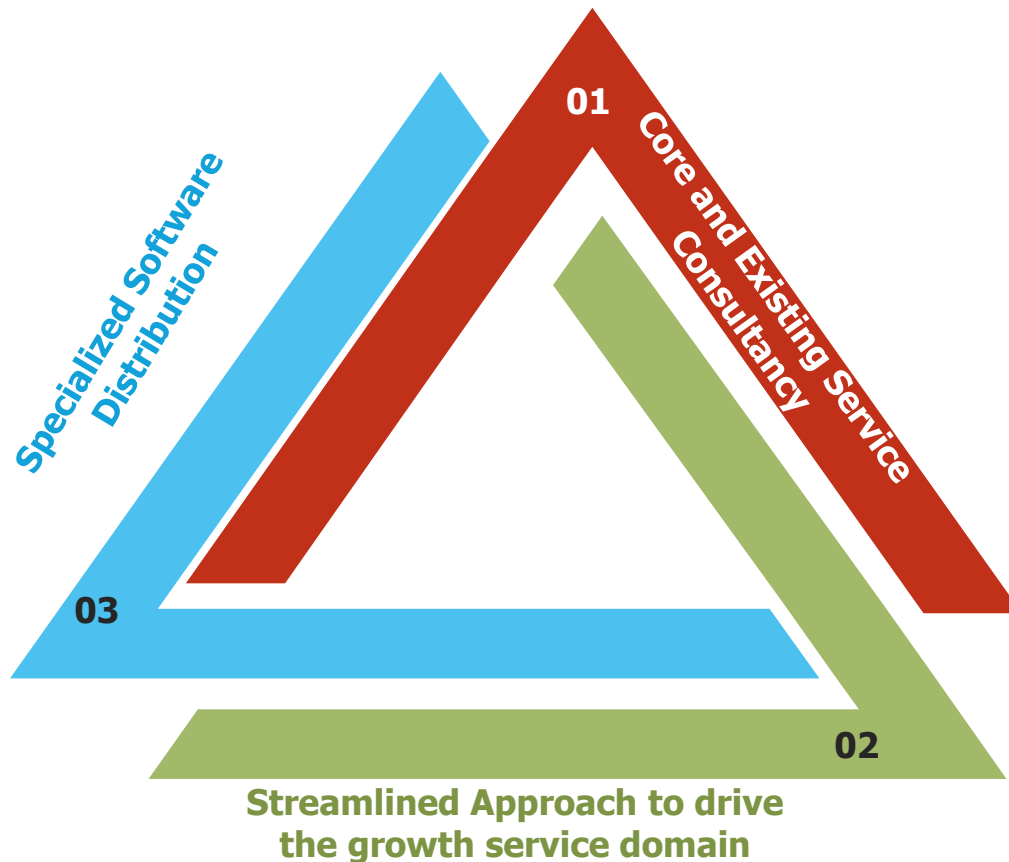 01
Core and Existing Service
Consultancy
02
Streamlined Approach to drive
the growth service domain
03
Specialized Software
Distribution